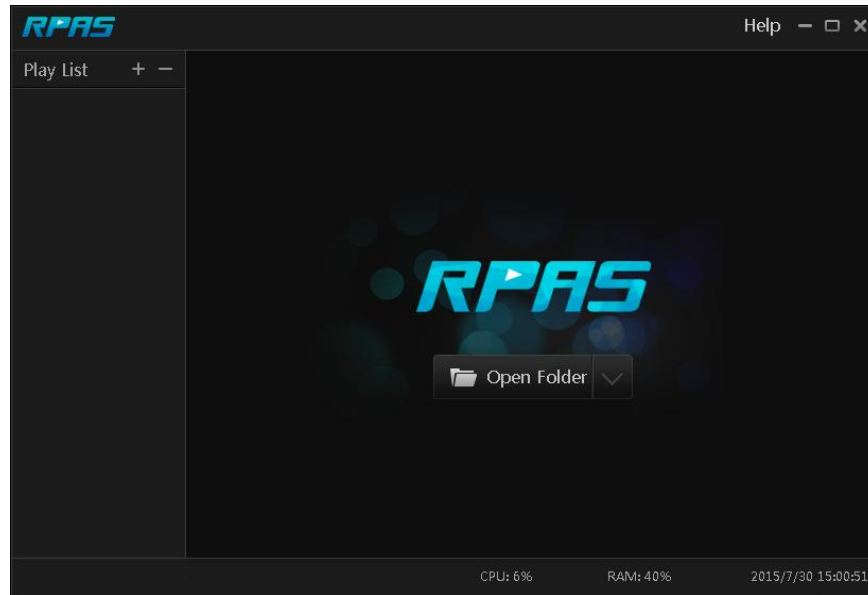 RPAS
Help
Play List + −
RPAS
Open Folder
CPU: 6% RAM: 40% 2015/7/30 15:00:51